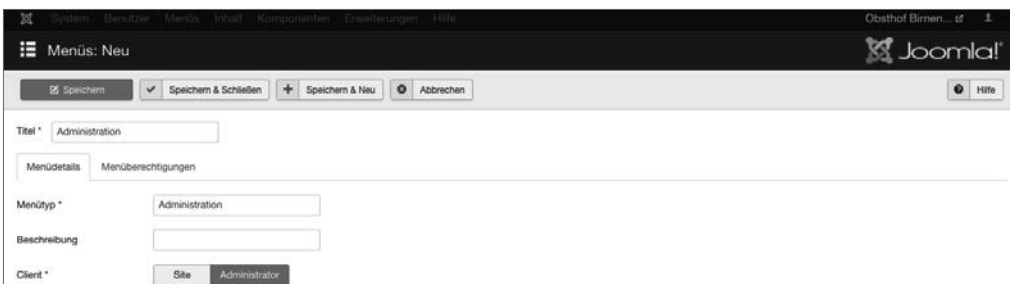 System Benutzer Menüs Inhalt Komponenten Erweiterungen Hilfe Obsthof Birnen...
Menüs: Neu Joomla!®
Speichern Speichern & Schließen Speichern & Neu Abbrechen Hilfe
Titel * Administration
Menüdetails Menüberechtigungen
Menütyp * Administration
Beschreibung
Client * Site Administrator